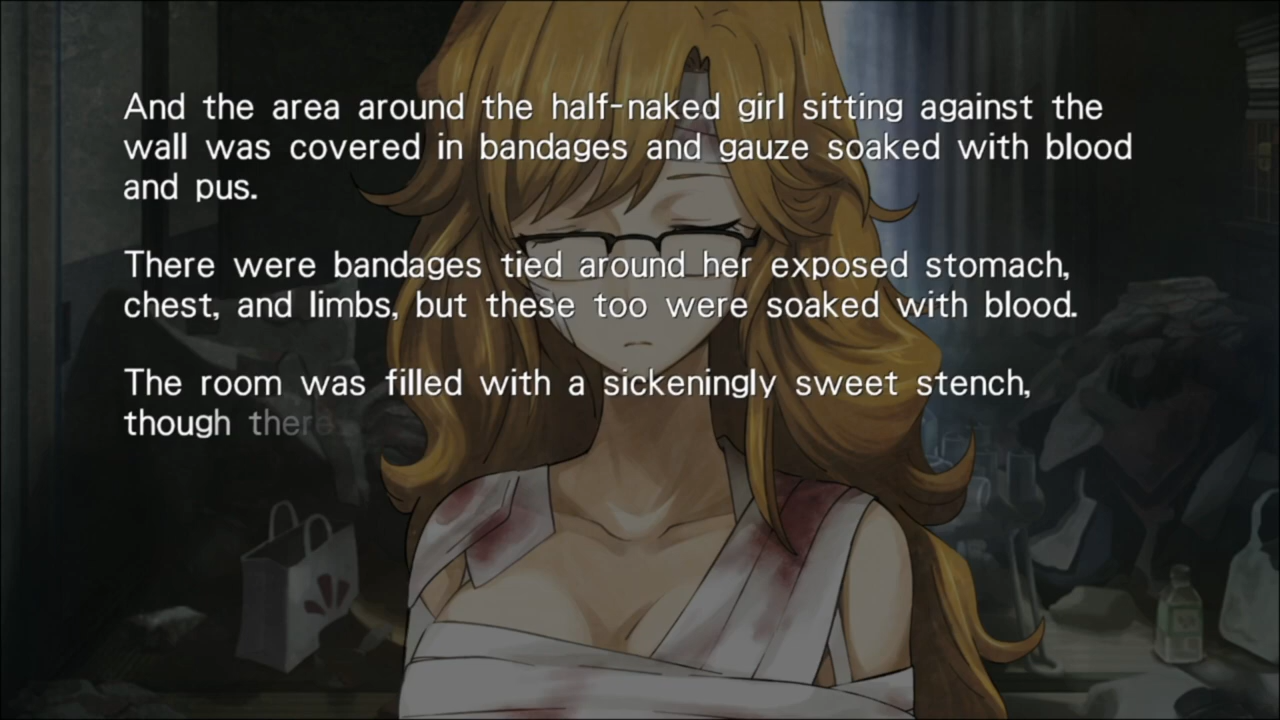 And the area around the half-naked girl sitting against the
wall was covered in bandages and gauze soaked with blood
and pus.
There were bandages tied around her exposed stomach,
chest, and limbs, but these too were soaked with blood.
The room was filled with a sickeningly sweet stench,
though there